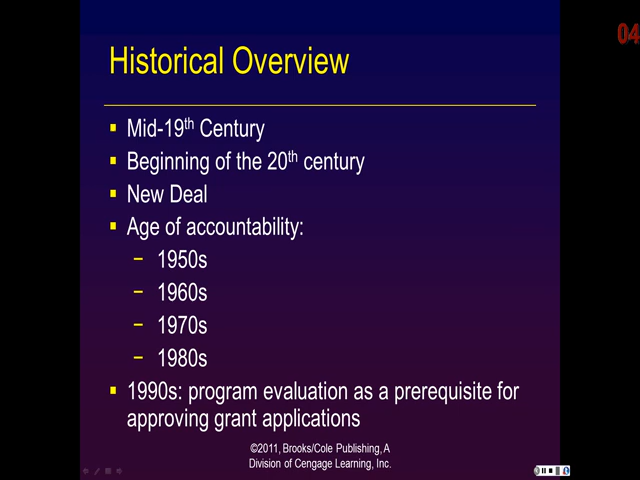 04
Historical Overview
▪ Mid-19th Century
▪ Beginning of the 20th century
▪ New Deal
▪ Age of accountability:
− 1950s
− 1960s
− 1970s
− 1980s
▪ 1990s: program evaluation as a prerequisite for
approving grant applications
©2011, Brooks/Cole Publishing, A
Division of Cengage Learning, Inc.